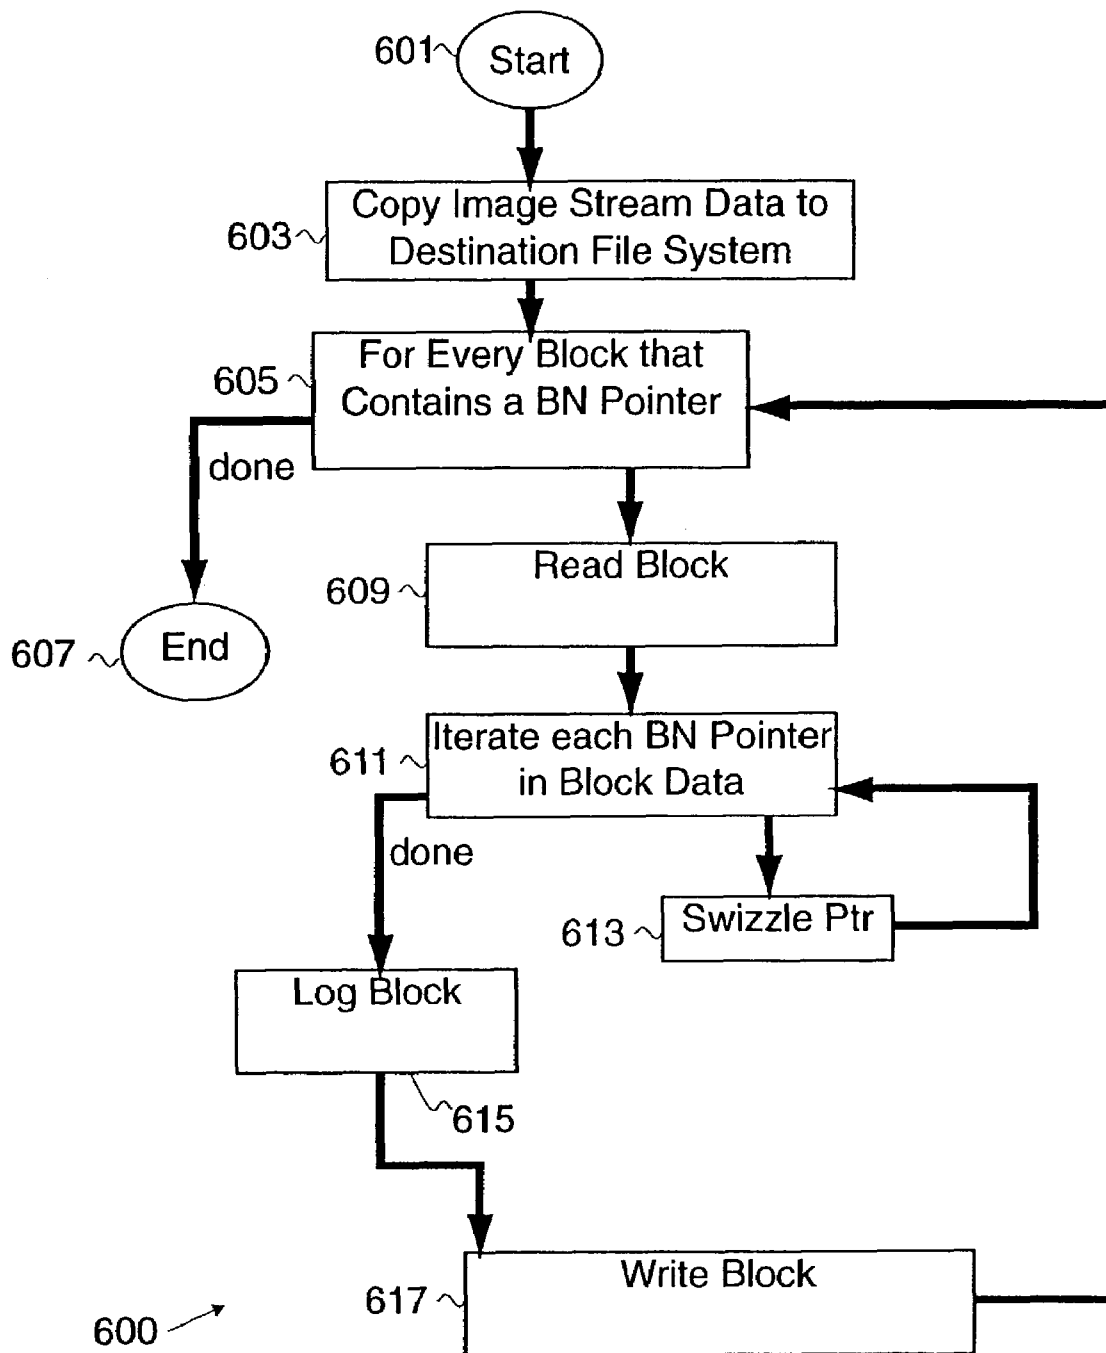 601
Start
603
Copy Image Stream Data to
Destination File System
605
For Every Block that
Contains a BN Pointer
done
609
Read Block
607
End
611
Iterate each BN Pointer
in Block Data
done
613
Swizzle Ptr
Log Block
615
617
Write Block
600